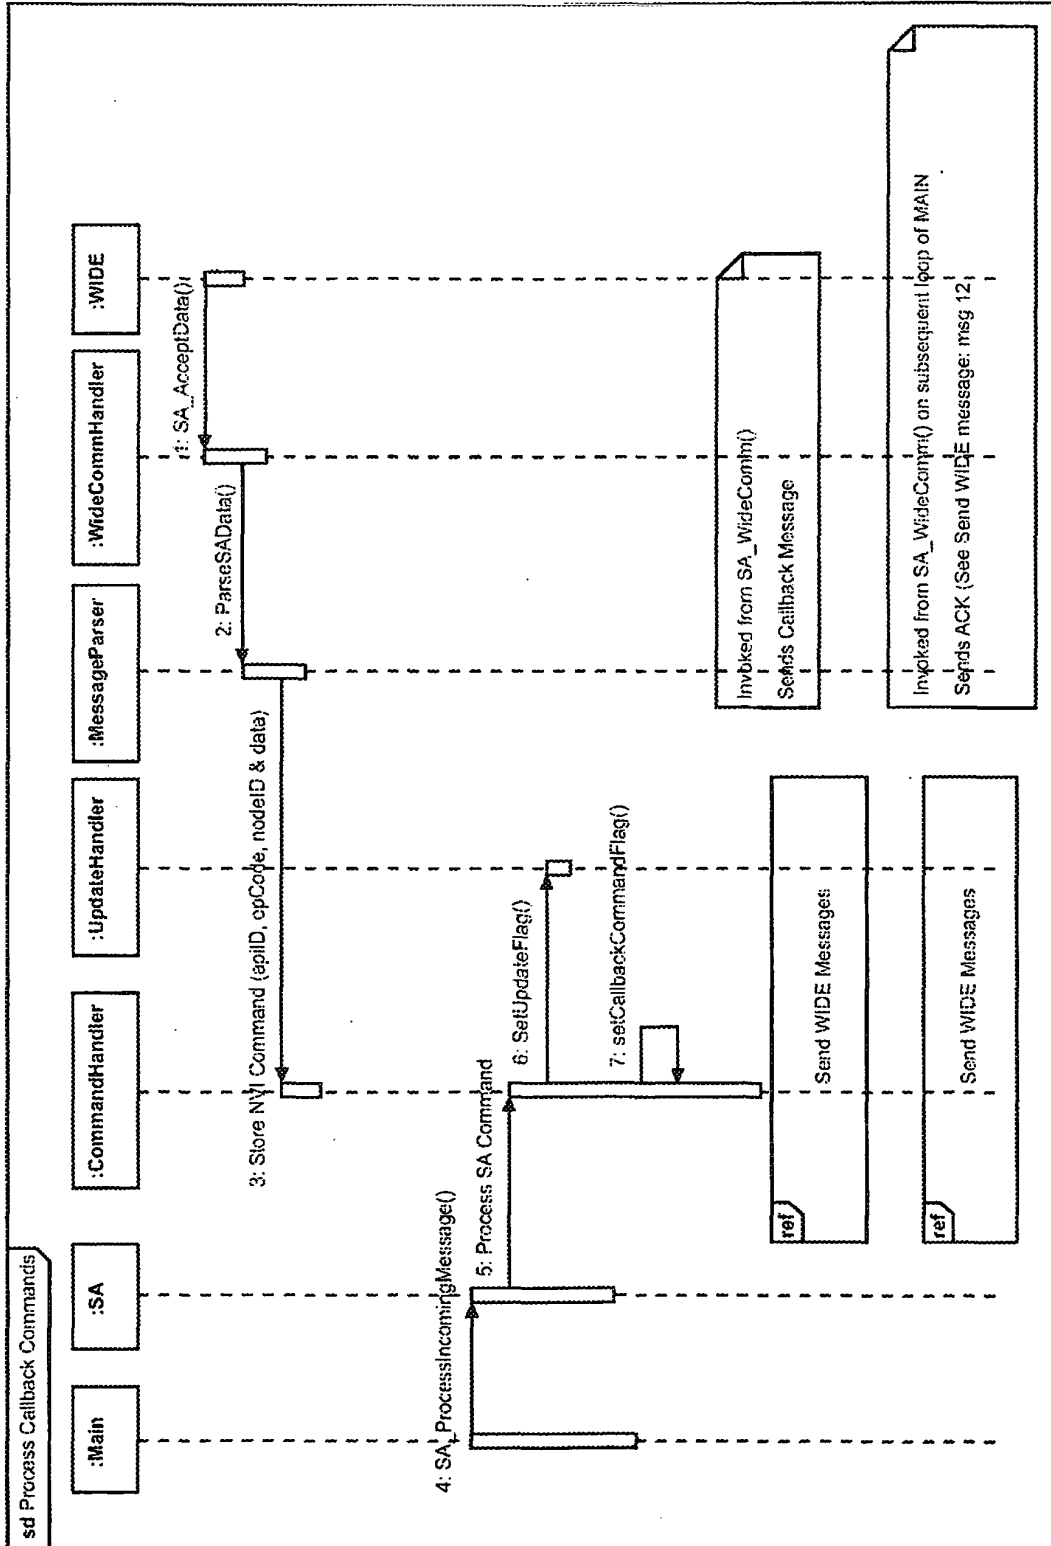 sd Process Callback Commands
:Main
:SA
:CommandHandler
:UpdateHandler
:MessageParser
:WideCommHandler
:WIDE
1: SA_AcceptData()
2: ParseSAData()
3: Store NVI Command (apiID, opCode, nodeID & data)
4: SA_ProcessIncomingMessage()
5: Process SA Command
6: SetUpdateFlag()
7: setCallbackCommandFlag()
ref
Send WIDE Messages
Invoked from SA_WideComm()
Sends Callback Message
ref
Send WIDE Messages
Invoked from SA_WideComm() on subsequent loop of MAIN
Sends ACK (See Send WIDE message: msg 12)